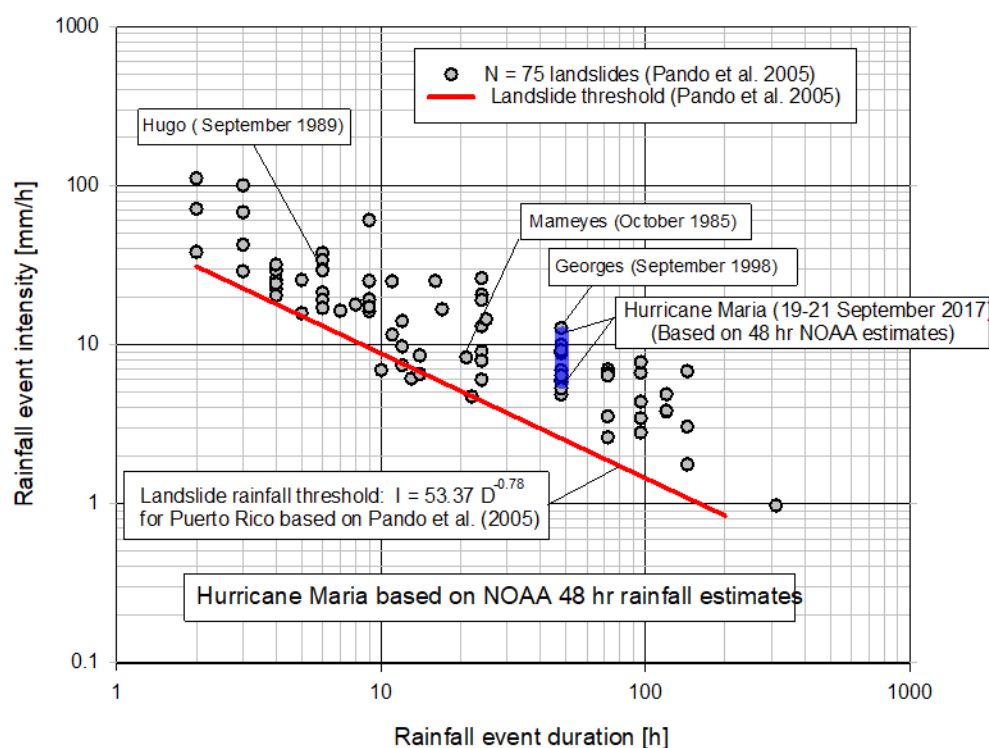 1000
100
10
1
0.1
Rainfall event intensity [mm/h]
N = 75 landslides (Pando et al. 2005)
Landslide threshold (Pando et al. 2005)
Hugo ( September 1989)
Mameyes (October 1985)
Georges (September 1998)
Hurricane Maria (19-21 September 2017)
(Based on 48 hr NOAA estimates)
Landslide rainfall threshold: I = 53.37 D^-0.78
for Puerto Rico based on Pando et al. (2005)
Hurricane Maria based on NOAA 48 hr rainfall estimates
1 10 100 1000
Rainfall event duration [h]